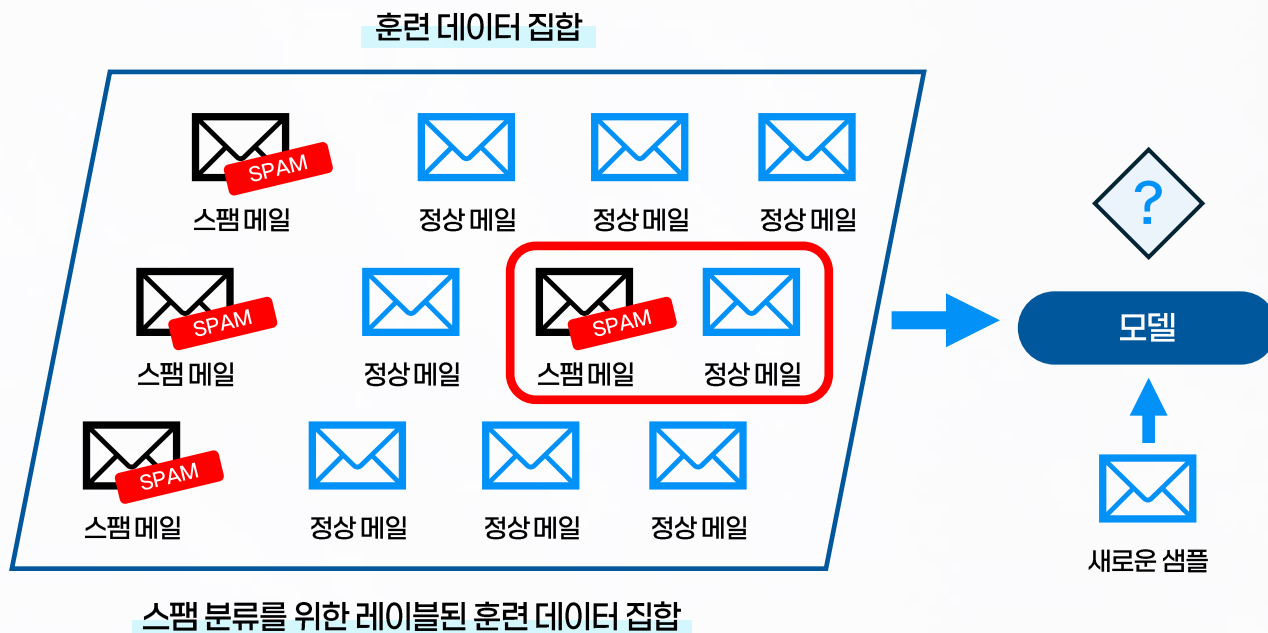 훈련 데이터 집합
SPAM
스팸 메일 정상 메일 정상 메일 정상 메일
?
SPAM SPAM
스팸 메일 정상 메일 스팸 메일 정상 메일
모델
SPAM
스팸 메일 정상 메일 정상 메일 정상 메일
새로운 샘플
스팸 분류를 위한 레이블된 훈련 데이터 집합